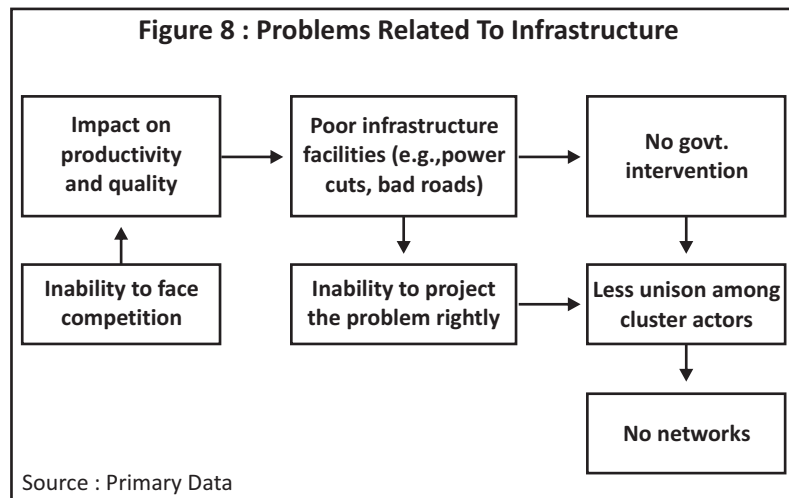 Figure 8 : Problems Related To Infrastructure
Impact on
productivity
and quality
Poor infrastructure
facilities (e.g.,power
cuts, bad roads)
No govt.
intervention
Inability to face
competition
Inability to project
the problem rightly
Less unison among
cluster actors
No networks
Source : Primary Data